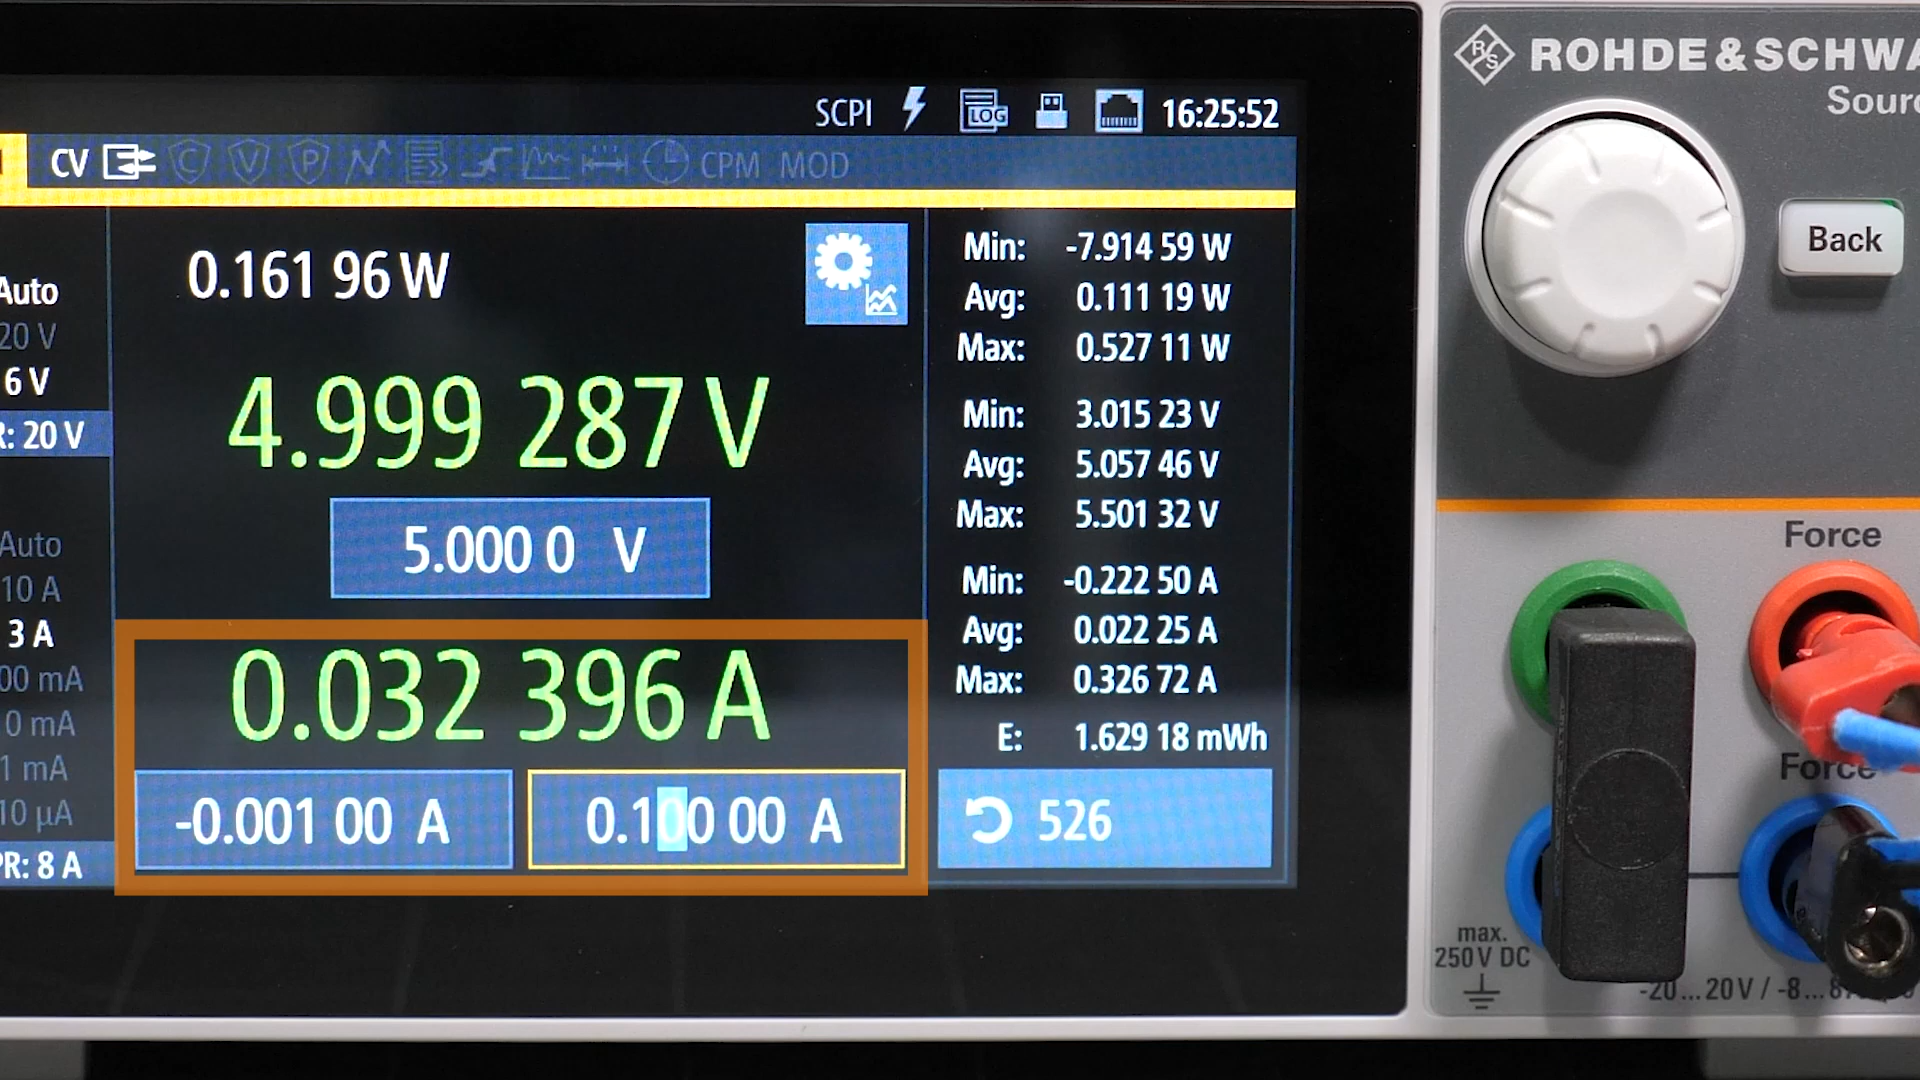 SCPI LOG 16:25:52
CV C V P CPM MOD
ROHDE&SCHWA
Sourc
Back
Auto
20 V
6 V
R: 20 V
Auto
10 A
3 A
00 mA
0 mA
1 mA
10 µA
PR: 8 A
0.161 96 W
4.999 287 V
5.000 0 V
0.032 396 A
-0.001 00 A 0.100 00 A
Min: -7.914 59 W
Avg: 0.111 19 W
Max: 0.527 11 W
Min: 3.015 23 V
Avg: 5.057 46 V
Max: 5.501 32 V
Min: -0.222 50 A
Avg: 0.022 25 A
Max: 0.326 72 A
E: 1.629 18 mWh
526
Force
Force
max.
250 V DC
-20...20 V / -8...8